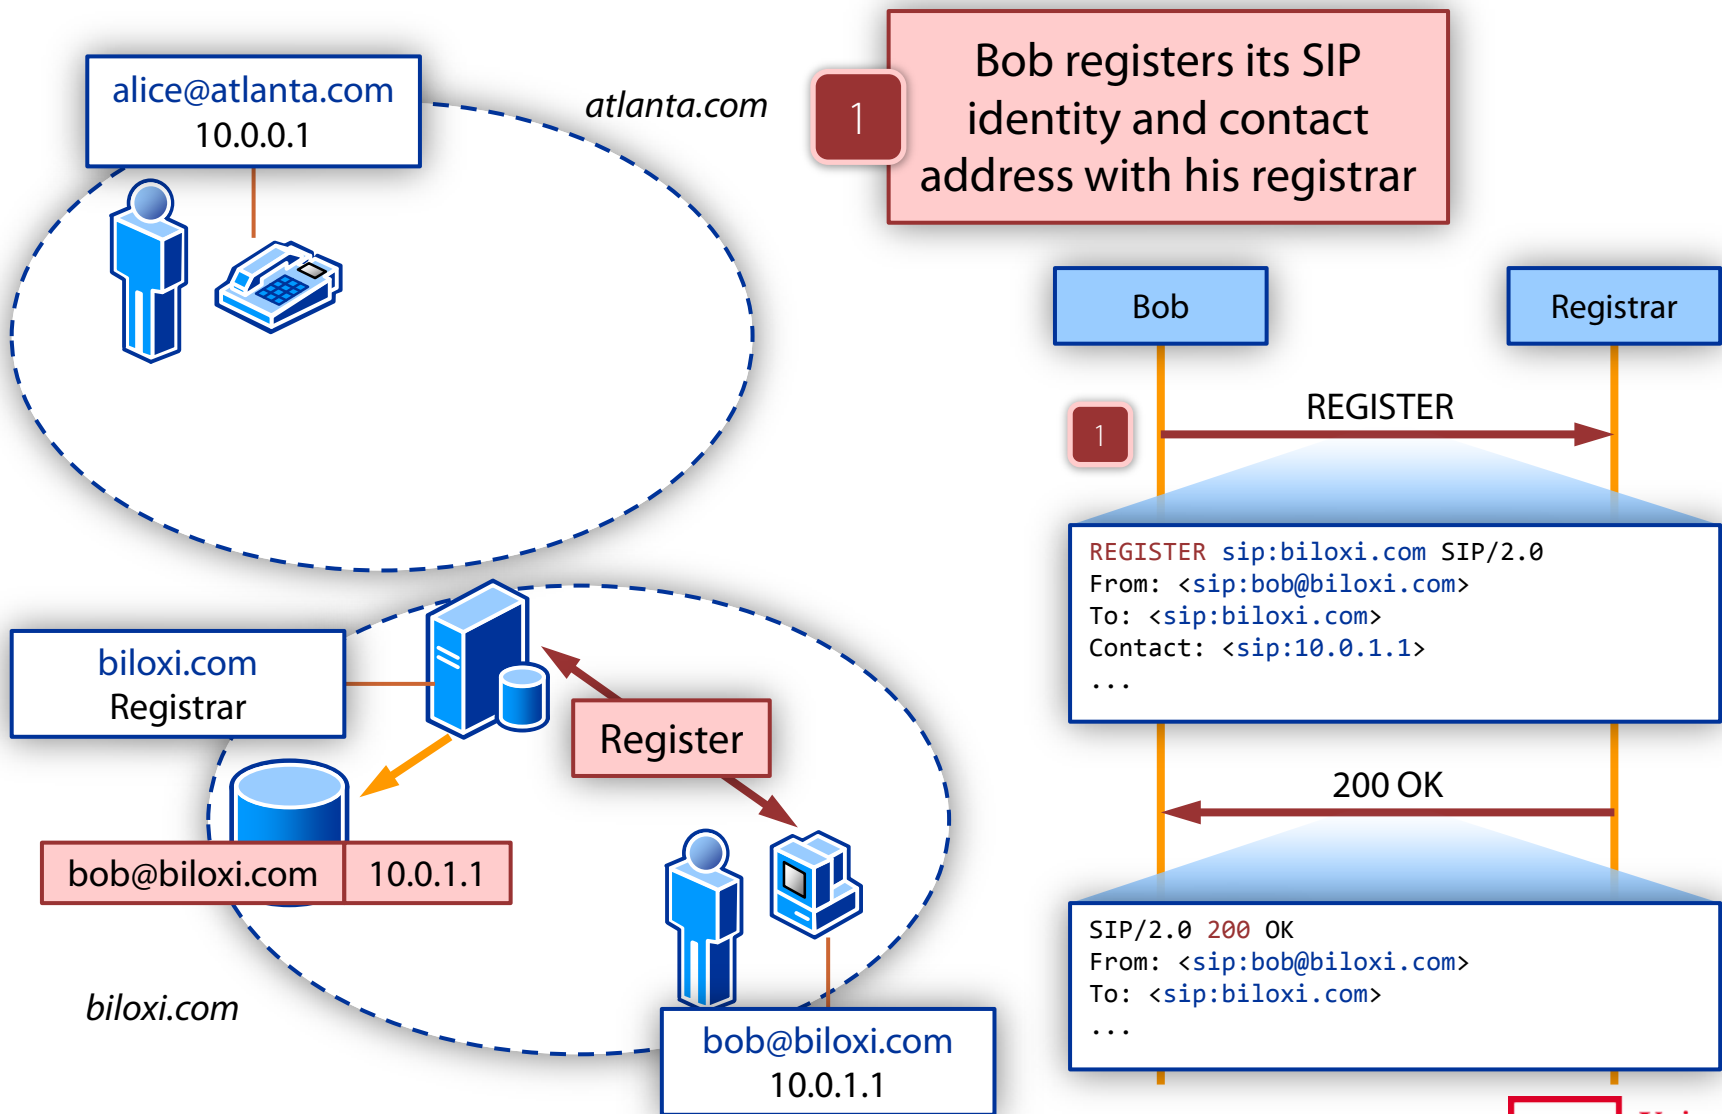 alice@atlanta.com
10.0.0.1
atlanta.com
1
Bob registers its SIP
identity and contact
address with his registrar
Bob
Registrar
1
REGISTER
REGISTER sip:biloxi.com SIP/2.0
From: <sip:bob@biloxi.com>
To: <sip:biloxi.com>
Contact: <sip:10.0.1.1>
...
200 OK
SIP/2.0 200 OK
From: <sip:bob@biloxi.com>
To: <sip:biloxi.com>
...
biloxi.com
Registrar
Register
bob@biloxi.com 10.0.1.1
biloxi.com
bob@biloxi.com
10.0.1.1